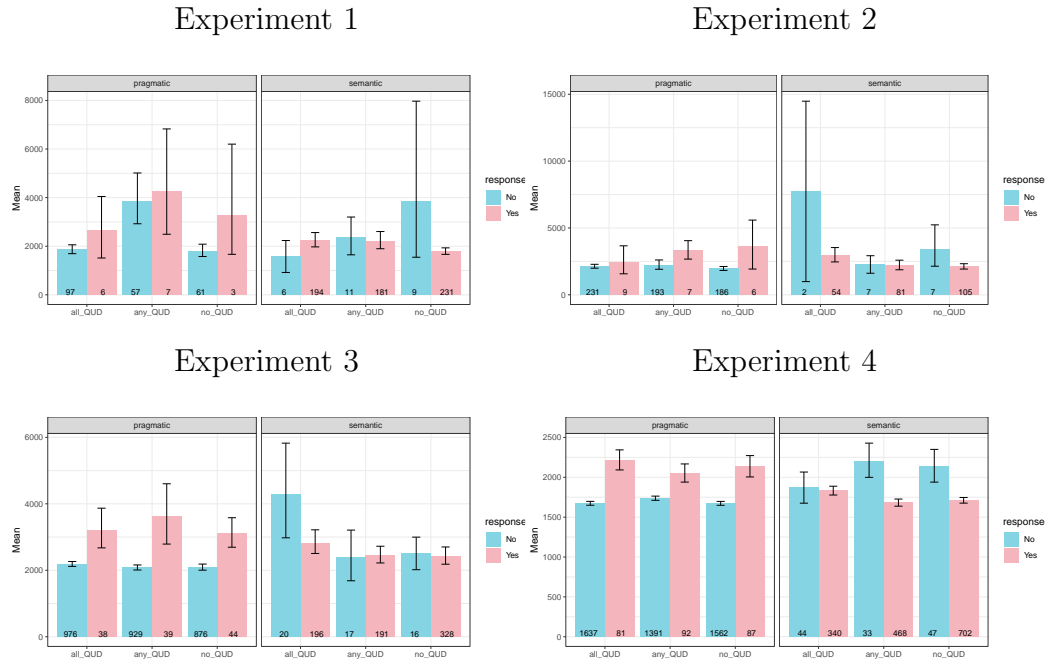 Experiment 1
pragmatic
semantic
8000
6000
4000
2000
0
Mean
97 6 57 7 61 3
6 194 11 181 9 231
all_QUD any_QUD no_QUD
all_QUD any_QUD no_QUD
response
No
Yes
Experiment 2
pragmatic
semantic
15000
10000
5000
0
Mean
231 9 193 7 186 6
2 54 7 81 7 105
all_QUD any_QUD no_QUD
all_QUD any_QUD no_QUD
response
No
Yes
Experiment 3
pragmatic
semantic
6000
4000
2000
0
Mean
976 38 929 39 876 44
20 196 17 191 16 328
all_QUD any_QUD no_QUD
all_QUD any_QUD no_QUD
response
No
Yes
Experiment 4
pragmatic
semantic
2500
2000
1500
1000
500
0
Mean
1637 81 1391 92 1562 87
44 340 33 468 47 702
all_QUD any_QUD no_QUD
all_QUD any_QUD no_QUD
response
No
Yes